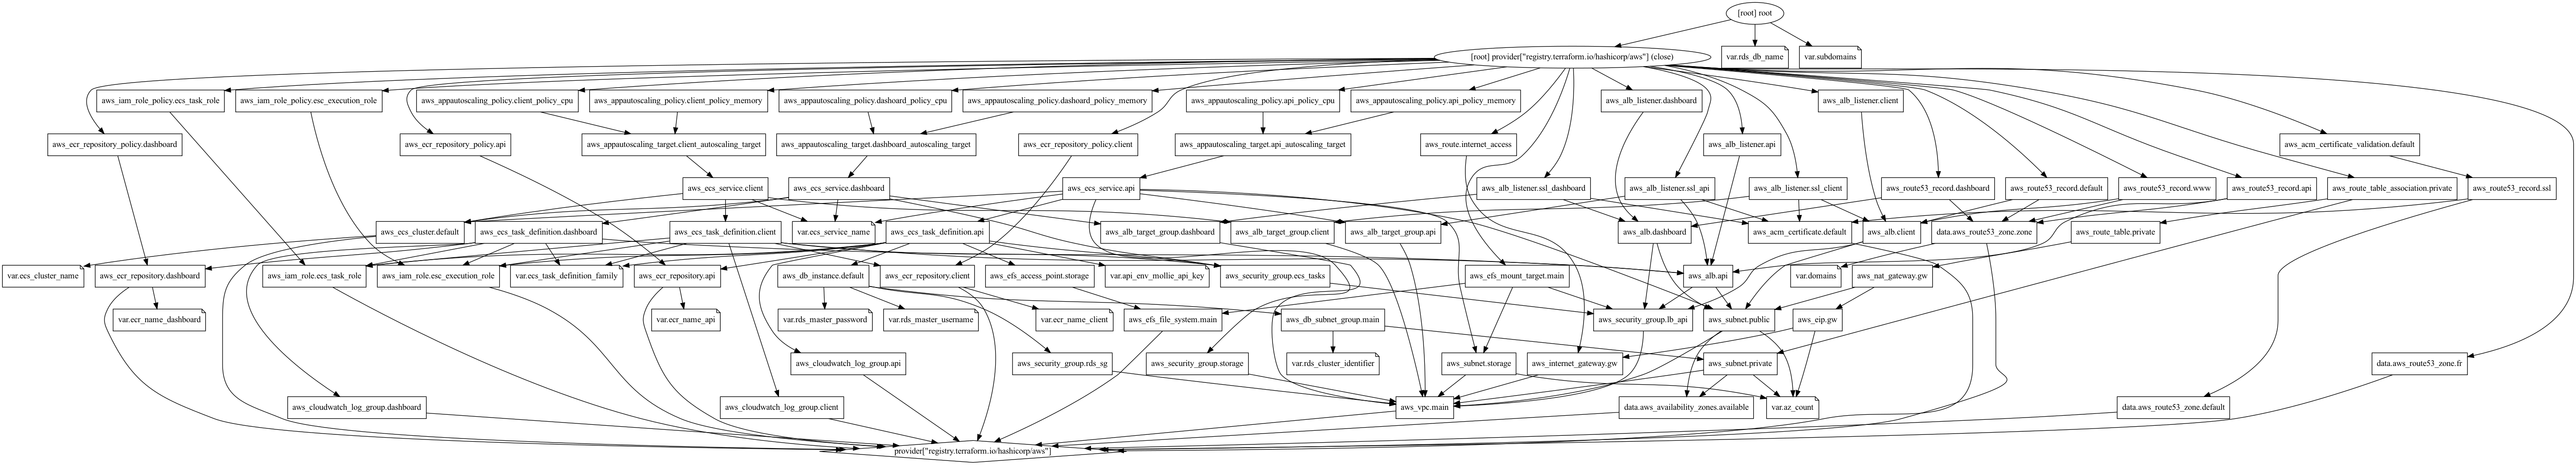 [root] root
[root] provider["registry.terraform.io/hashicorp/aws"] (close)
var.rds_db_name
var.subdomains
aws_iam_role_policy.ecs_task_role
aws_iam_role_policy.esc_execution_role
aws_appautoscaling_policy.client_policy_cpu
aws_appautoscaling_policy.client_policy_memory
aws_appautoscaling_policy.dashoard_policy_cpu
aws_appautoscaling_policy.dashoard_policy_memory
aws_appautoscaling_policy.api_policy_cpu
aws_appautoscaling_policy.api_policy_memory
aws_alb_listener.dashboard
aws_alb_listener.client
aws_ecr_repository_policy.dashboard
aws_ecr_repository_policy.api
aws_appautoscaling_target.client_autoscaling_target
aws_appautoscaling_target.dashboard_autoscaling_target
aws_ecr_repository_policy.client
aws_appautoscaling_target.api_autoscaling_target
aws_route.internet_access
aws_alb_listener.api
aws_acm_certificate_validation.default
aws_ecs_service.client
aws_ecs_service.dashboard
aws_ecs_service.api
aws_alb_listener.ssl_dashboard
aws_alb_listener.ssl_api
aws_alb_listener.ssl_client
aws_route53_record.dashboard
aws_route53_record.default
aws_route53_record.www
aws_route53_record.api
aws_route_table_association.private
aws_route53_record.ssl
aws_ecs_cluster.default
aws_ecs_task_definition.dashboard
aws_ecs_task_definition.client
var.ecs_service_name
aws_ecs_task_definition.api
aws_alb_target_group.dashboard
aws_alb_target_group.client
aws_alb_target_group.api
aws_alb.dashboard
aws_acm_certificate.default
aws_alb.client
data.aws_route53_zone.zone
aws_route_table.private
var.ecs_cluster_name
aws_ecr_repository.dashboard
aws_iam_role.ecs_task_role
aws_iam_role.esc_execution_role
var.ecs_task_definition_family
aws_ecr_repository.api
aws_db_instance.default
aws_ecr_repository.client
aws_efs_access_point.storage
var.api_env_mollie_api_key
aws_security_group.ecs_tasks
aws_efs_mount_target.main
aws_alb.api
var.domains
aws_nat_gateway.gw
var.ecr_name_dashboard
var.ecr_name_api
var.rds_master_password
var.rds_master_username
var.ecr_name_client
aws_efs_file_system.main
aws_db_subnet_group.main
aws_security_group.lb_api
aws_subnet.public
aws_eip.gw
aws_cloudwatch_log_group.api
aws_security_group.rds_sg
aws_security_group.storage
var.rds_cluster_identifier
aws_subnet.storage
aws_internet_gateway.gw
aws_subnet.private
data.aws_route53_zone.fr
aws_cloudwatch_log_group.dashboard
aws_cloudwatch_log_group.client
aws_vpc.main
data.aws_availability_zones.available
var.az_count
data.aws_route53_zone.default
provider["registry.terraform.io/hashicorp/aws"]